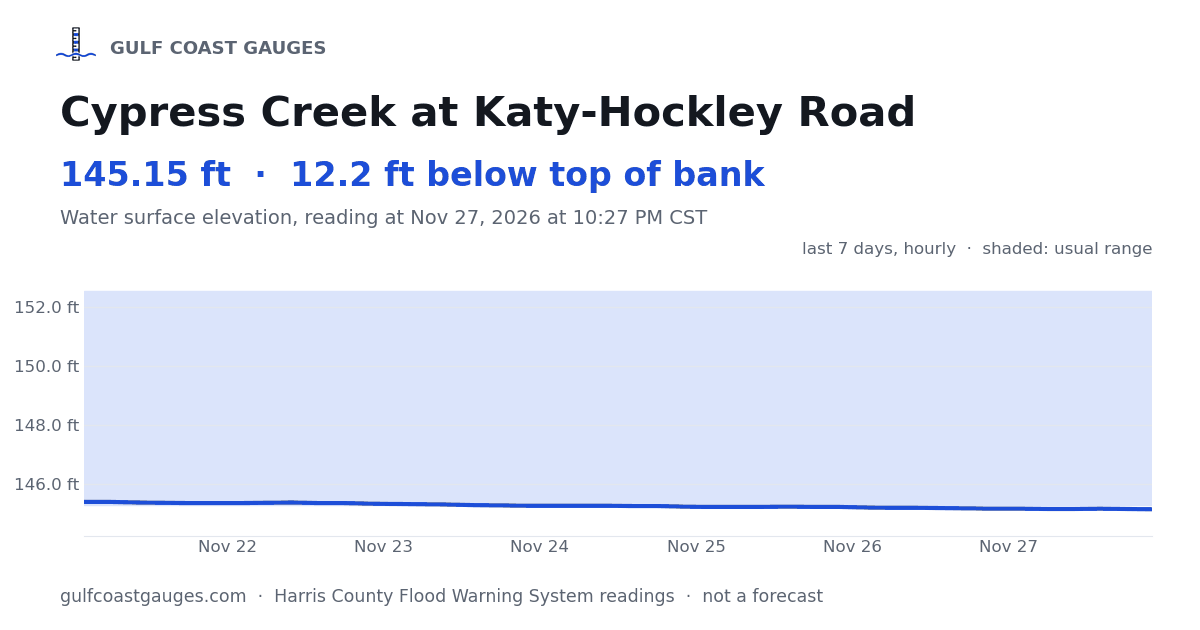 GULF COAST GAUGES
Cypress Creek at Katy-Hockley Road
145.15 ft · 12.2 ft below top of bank
Water surface elevation, reading at Nov 27, 2026 at 10:27 PM CST
last 7 days, hourly · shaded: usual range
152.0 ft
150.0 ft
148.0 ft
146.0 ft
Nov 22 Nov 23 Nov 24 Nov 25 Nov 26 Nov 27
gulfcoastgauges.com · Harris County Flood Warning System readings · not a forecast